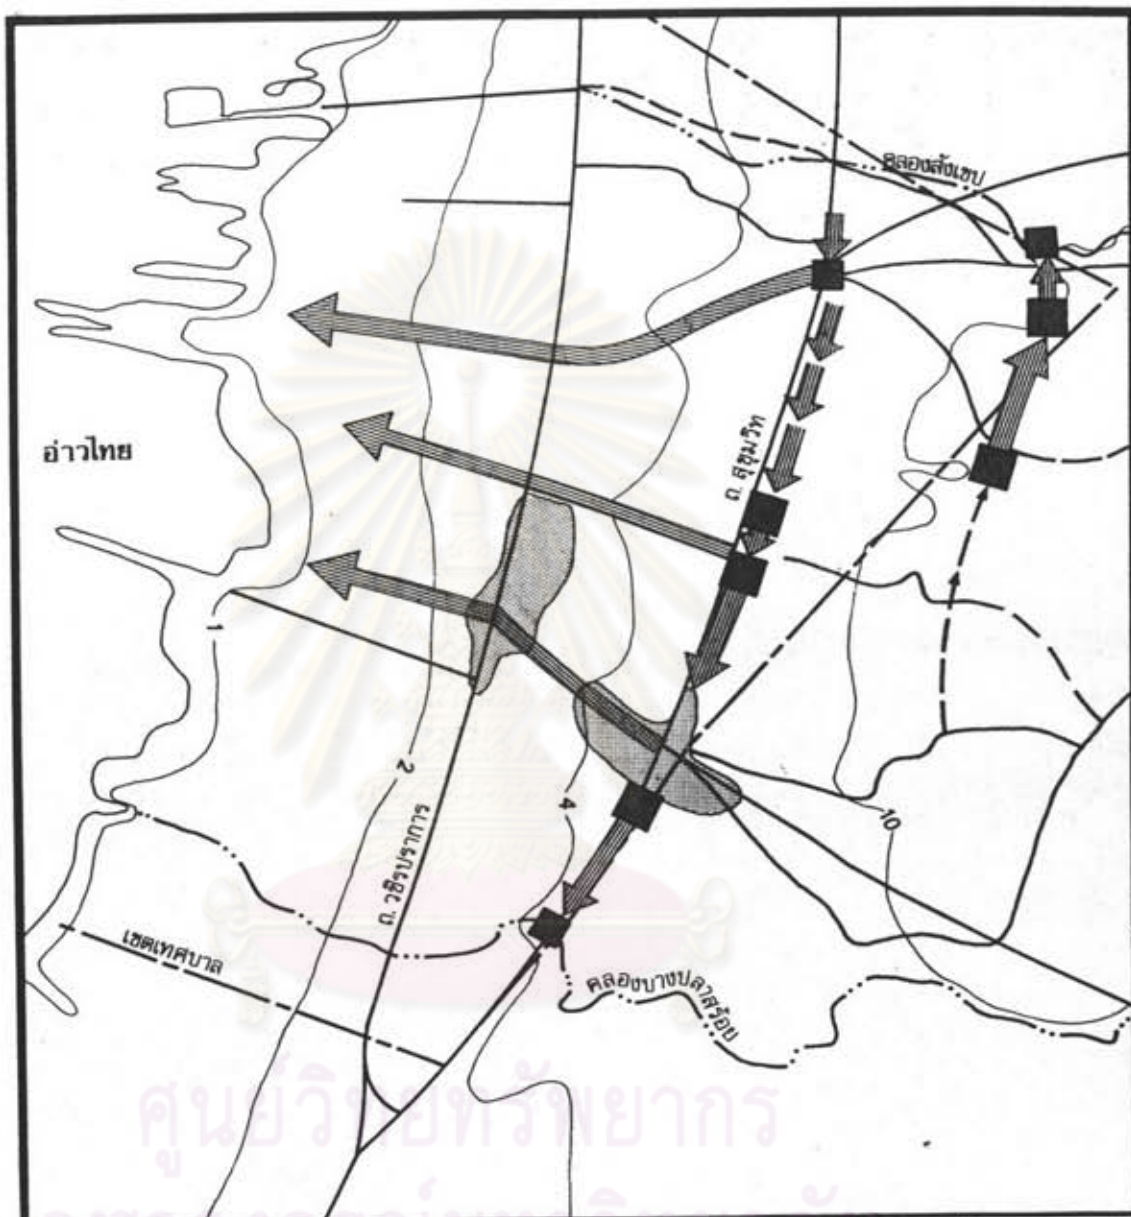 คลองสังเขป
ถ. สุขุมวิท
อ่าวไทย
1
2
4
10
ถ. วชิรปราการ
เขตเทศบาล
คลองบางปลาสร้อย
ศูนย์วิทยทรัพยากร